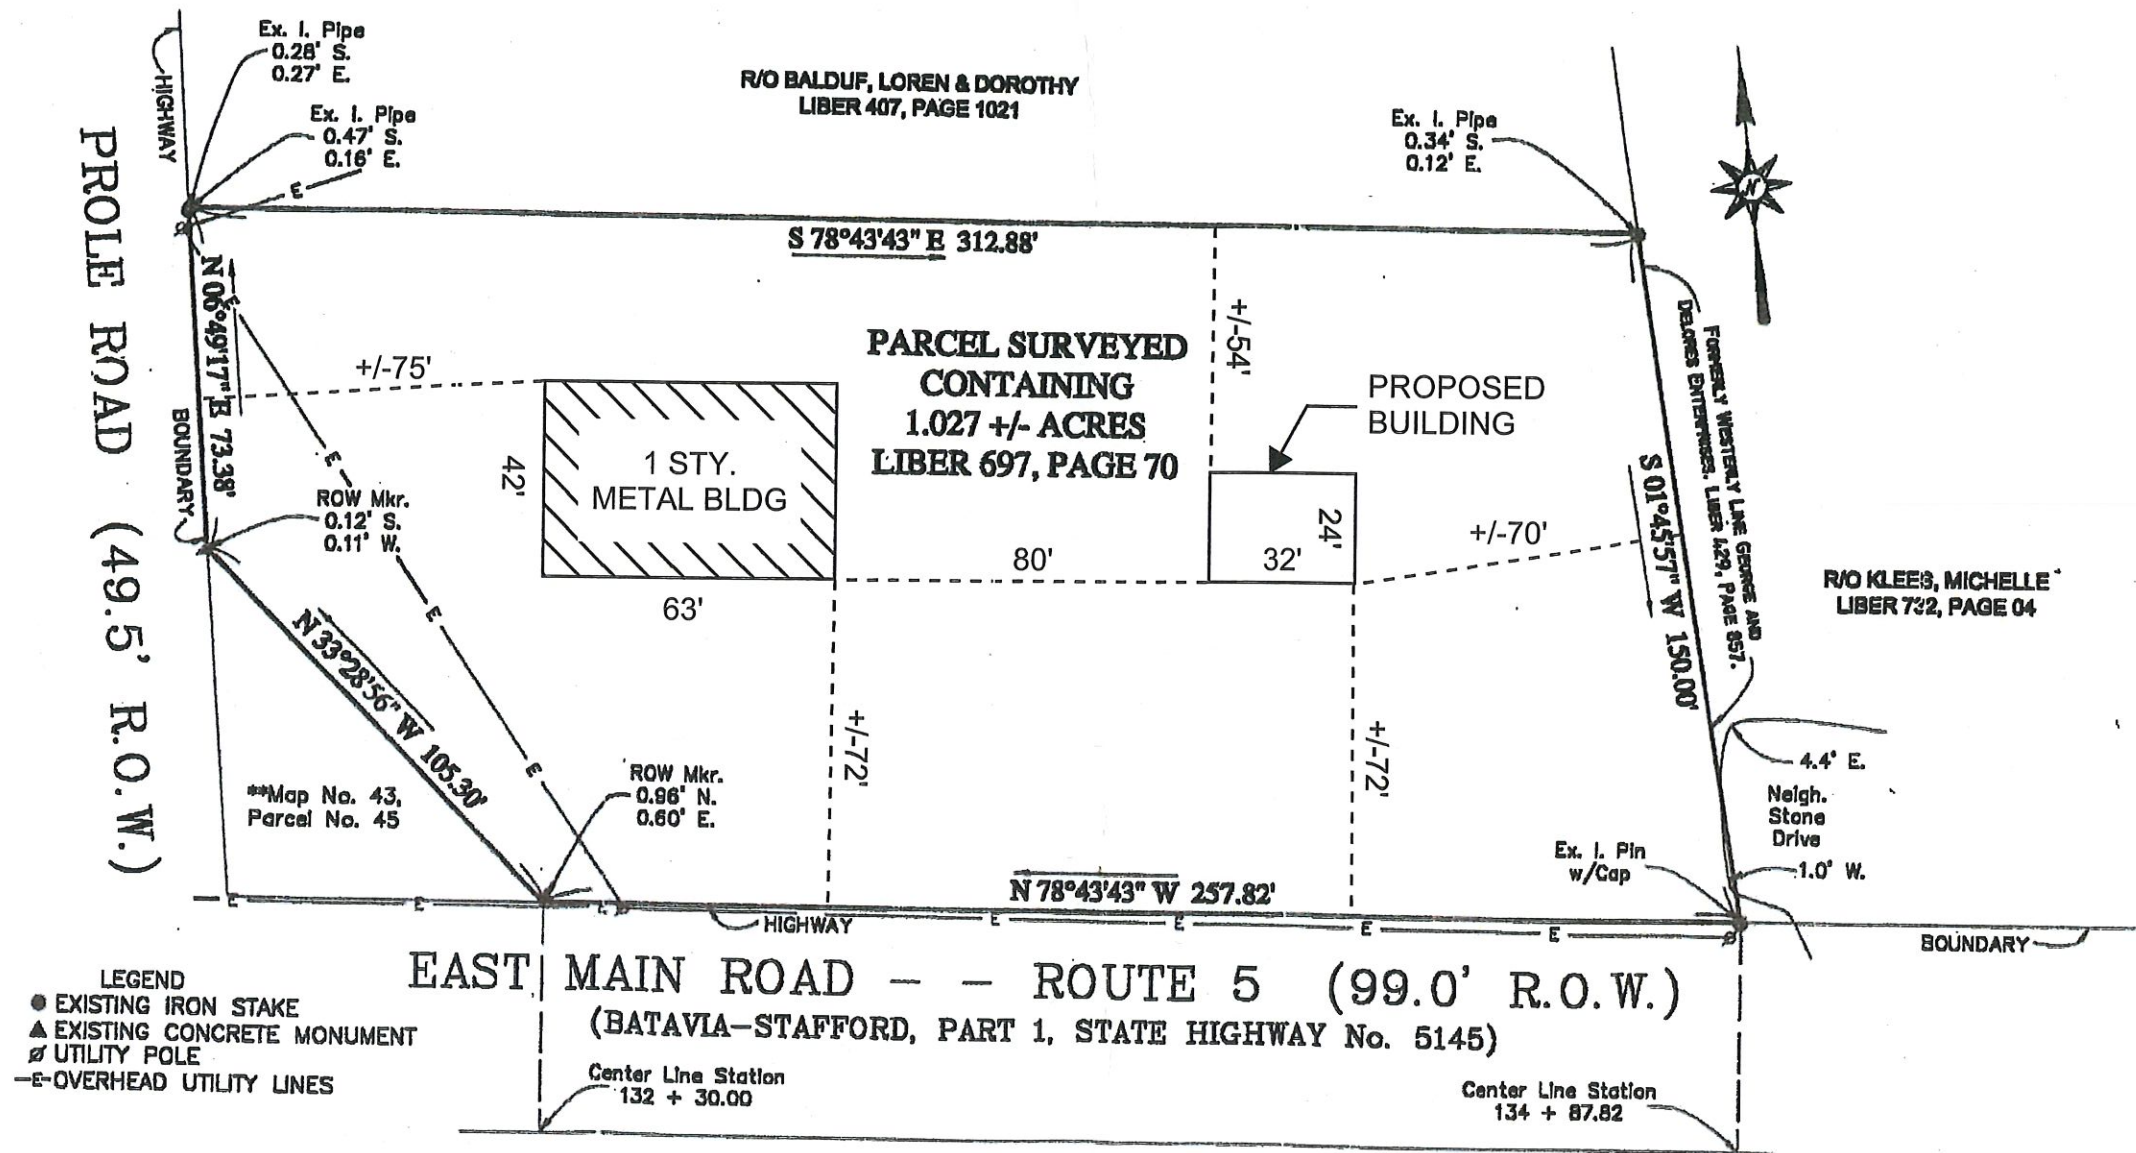 Ex. I. Pipe
0.28' S.
0.27' E.
HIGHWAY
Ex. I. Pipe
0.47' S.
0.16' E.
R/O BALDUF, LOREN & DOROTHY
LIBER 407, PAGE 1021
Ex. I. Pipe
0.34' S.
0.12' E.
N
E
S 78°43'43" E 312.88'
PROLE ROAD (49.5' R.O.W.)
N 06°49'17" E 73.38'
BOUNDARY
E
+/-75'
E
ROW Mkr.
0.12' S.
0.11' W.
E
E
E
42'
1 STY.
METAL BLDG
63'
PARCEL SURVEYED
CONTAINING
1.027 +/- ACRES
LIBER 697, PAGE 70
+/-54'
PROPOSED
BUILDING
24'
32'
80'
+/-70'
S 01°45'57" W 150.00'
FORMERLY WESTERLY LINE GEORGE AND
DELORES ENTERPRISES, LIBER 429, PAGE 857.
R/O KLEES, MICHELLE
LIBER 732, PAGE 04
N 33°28'56" W 105.30'
**Map No. 43,
Parcel No. 45
ROW Mkr.
0.96' N.
0.60' E.
+/-72'
+/-72'
4.4' E.
Neigh.
Stone
Drive
1.0' W.
Ex. I. Pin
w/Cap
N 78°43'43" W 257.82'
E E E E E E E
HIGHWAY
BOUNDARY
EAST MAIN ROAD - - ROUTE 5 (99.0' R.O.W.)
(BATAVIA-STAFFORD, PART 1, STATE HIGHWAY No. 5145)
LEGEND
EXISTING IRON STAKE
EXISTING CONCRETE MONUMENT
UTILITY POLE
-E-OVERHEAD UTILITY LINES
Center Line Station
132 + 30.00
Center Line Station
134 + 87.82